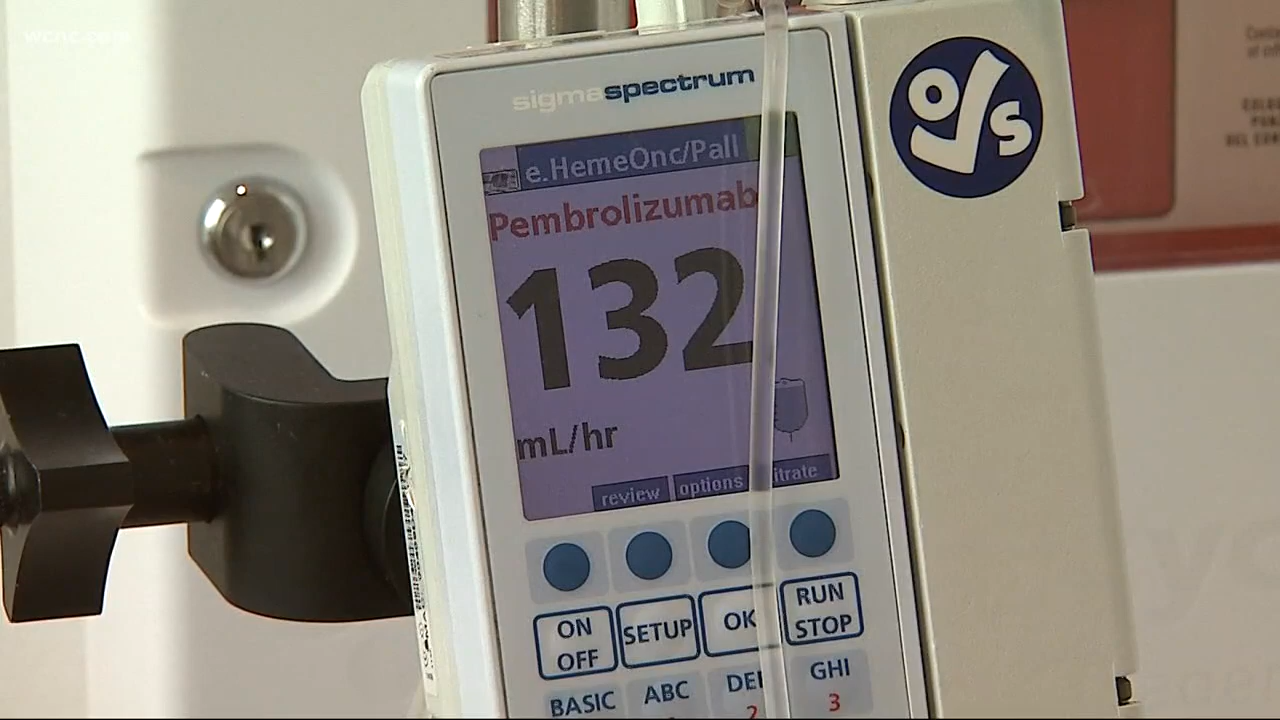 wcnc.com
sigmaspectrum
OJS
e.HemeOnc/Pall
Pembrolizumab
132
mL/hr
review options titrate
ON OFF
SETUP
OK
RUN STOP
BASIC ABC DEF GHI
2 3